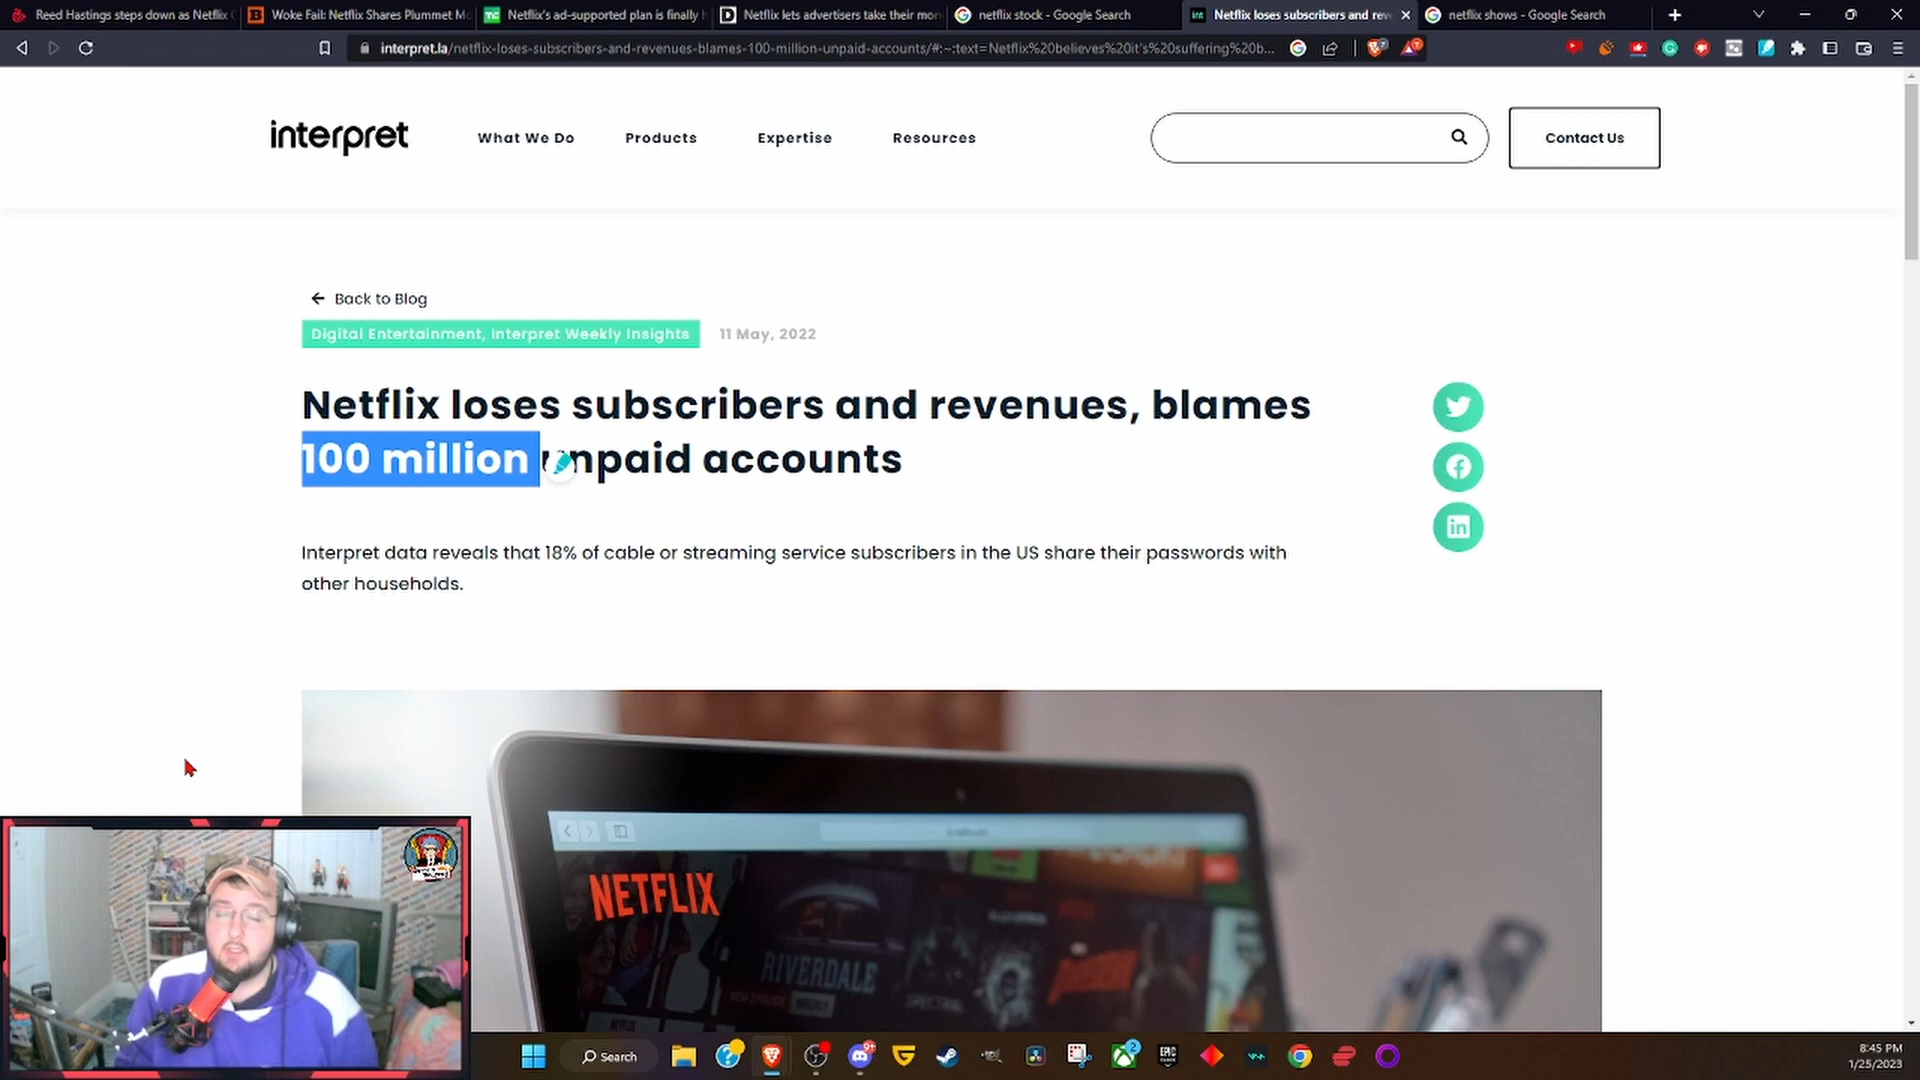 Reed Hastings steps down as Netflix
Woke Fail: Netflix Shares Plummet Mo
Netflix's ad-supported plan is finally h
Netflix lets advertisers take their mon
netflix stock - Google Search
Netflix loses subscribers and rev
netflix shows - Google Search
interpret.la/netflix-loses-subscribers-and-revenues-blames-100-million-unpaid-accounts/#:~:text=Netflix%20believes%20it's%20suffering%20b...
interpret
What We Do
Products
Expertise
Resources
Contact Us
Back to Blog
Digital Entertainment, Interpret Weekly Insights
11 May, 2022
Netflix loses subscribers and revenues, blames
100 million unpaid accounts
Interpret data reveals that 18% of cable or streaming service subscribers in the US share their passwords with
other households.
NETFLIX
RIVERDALE
NEW EPISODE WEEKLY
Search
8:45 PM
1/25/2023